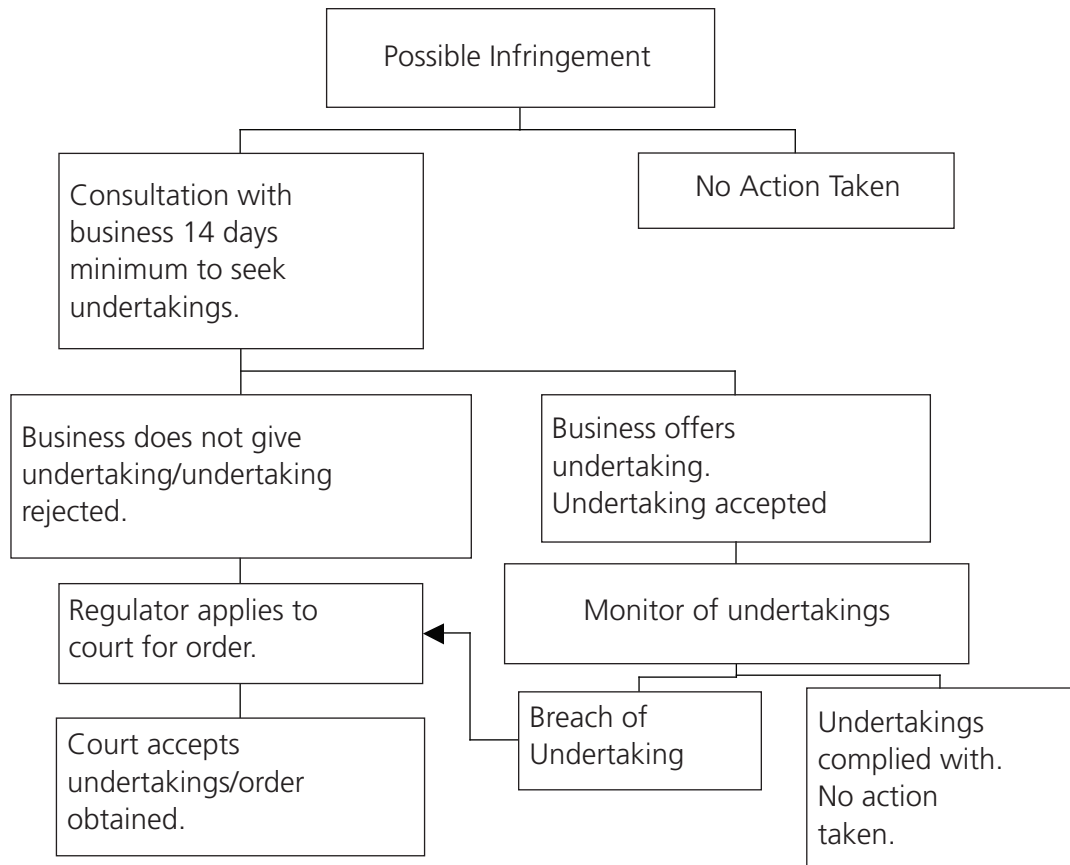 Possible Infringement
Consultation with
business 14 days
minimum to seek
undertakings.
No Action Taken
Business does not give
undertaking/undertaking
rejected.
Business offers
undertaking.
Undertaking accepted
Regulator applies to
court for order.
Monitor of undertakings
Court accepts
undertakings/order
obtained.
Breach of
Undertaking
Undertakings
complied with.
No action
taken.